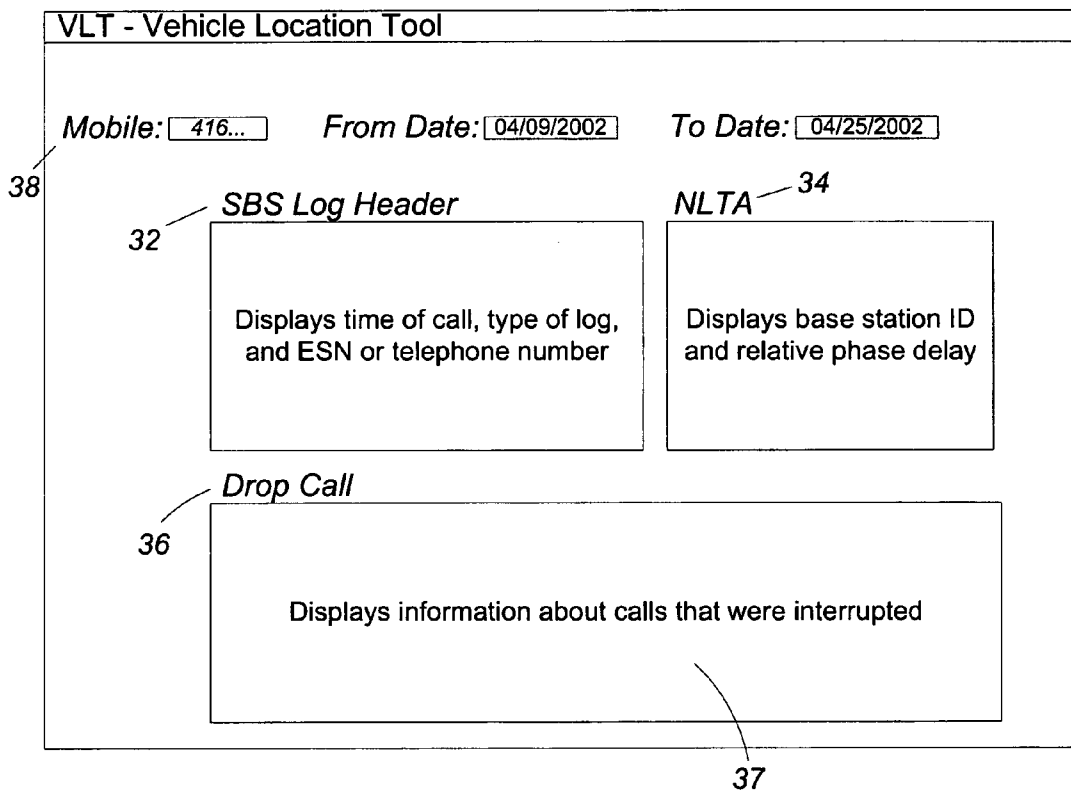 VLT - Vehicle Location Tool
Mobile: 416... From Date: 04/09/2002 To Date: 04/25/2002
38
SBS Log Header
32
NLTA
34
Displays time of call, type of log,
and ESN or telephone number
Displays base station ID
and relative phase delay
Drop Call
36
Displays information about calls that were interrupted
37